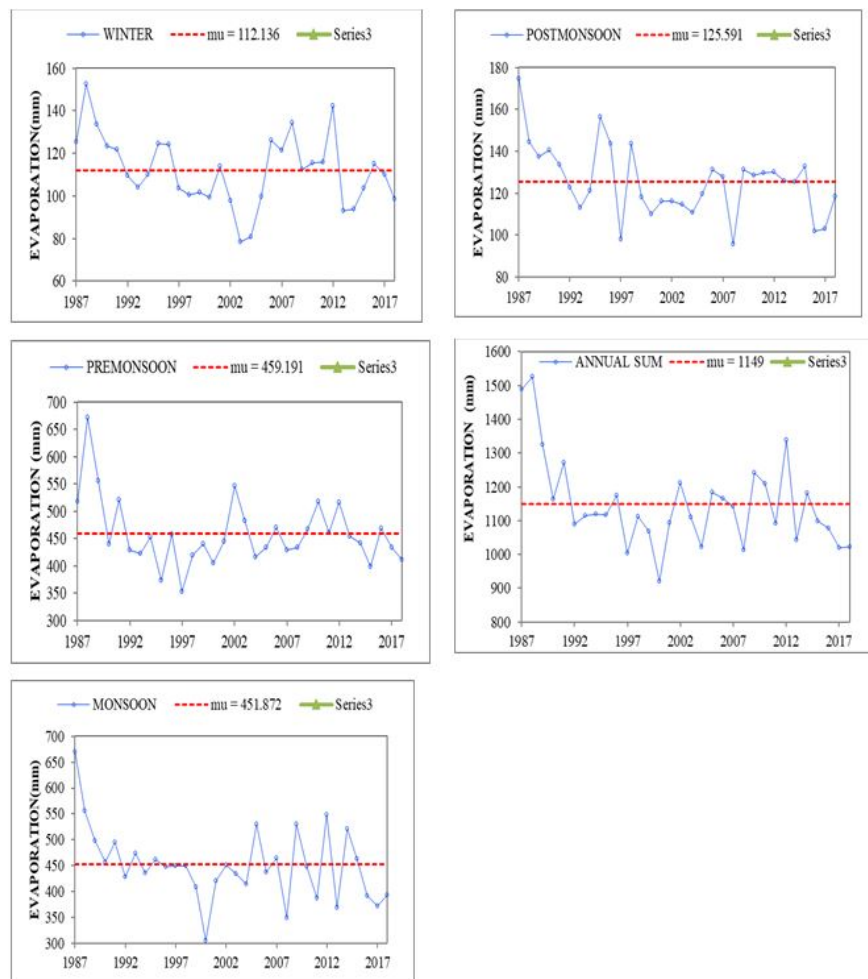 WINTER mu = 112.136 Series3
EVAPORATION(mm)
160
140
120
100
80
60
1987 1992 1997 2002 2007 2012 2017
POSTMONSOON mu = 125.591 Series3
EVAPORATION (mm)
180
160
140
120
100
80
1987 1992 1997 2002 2007 2012 2017
PREMONSOON mu = 459.191 Series3
EVAPORATION (mm)
700
650
600
550
500
450
400
350
300
1987 1992 1997 2002 2007 2012 2017
ANNUAL SUM mu = 1149 Series3
EVAPORATION (mm)
1600
1500
1400
1300
1200
1100
1000
900
800
1987 1992 1997 2002 2007 2012 2017
MONSOON mu = 451.872 Series3
EVAPORATION(mm)
700
650
600
550
500
450
400
350
300
1987 1992 1997 2002 2007 2012 2017